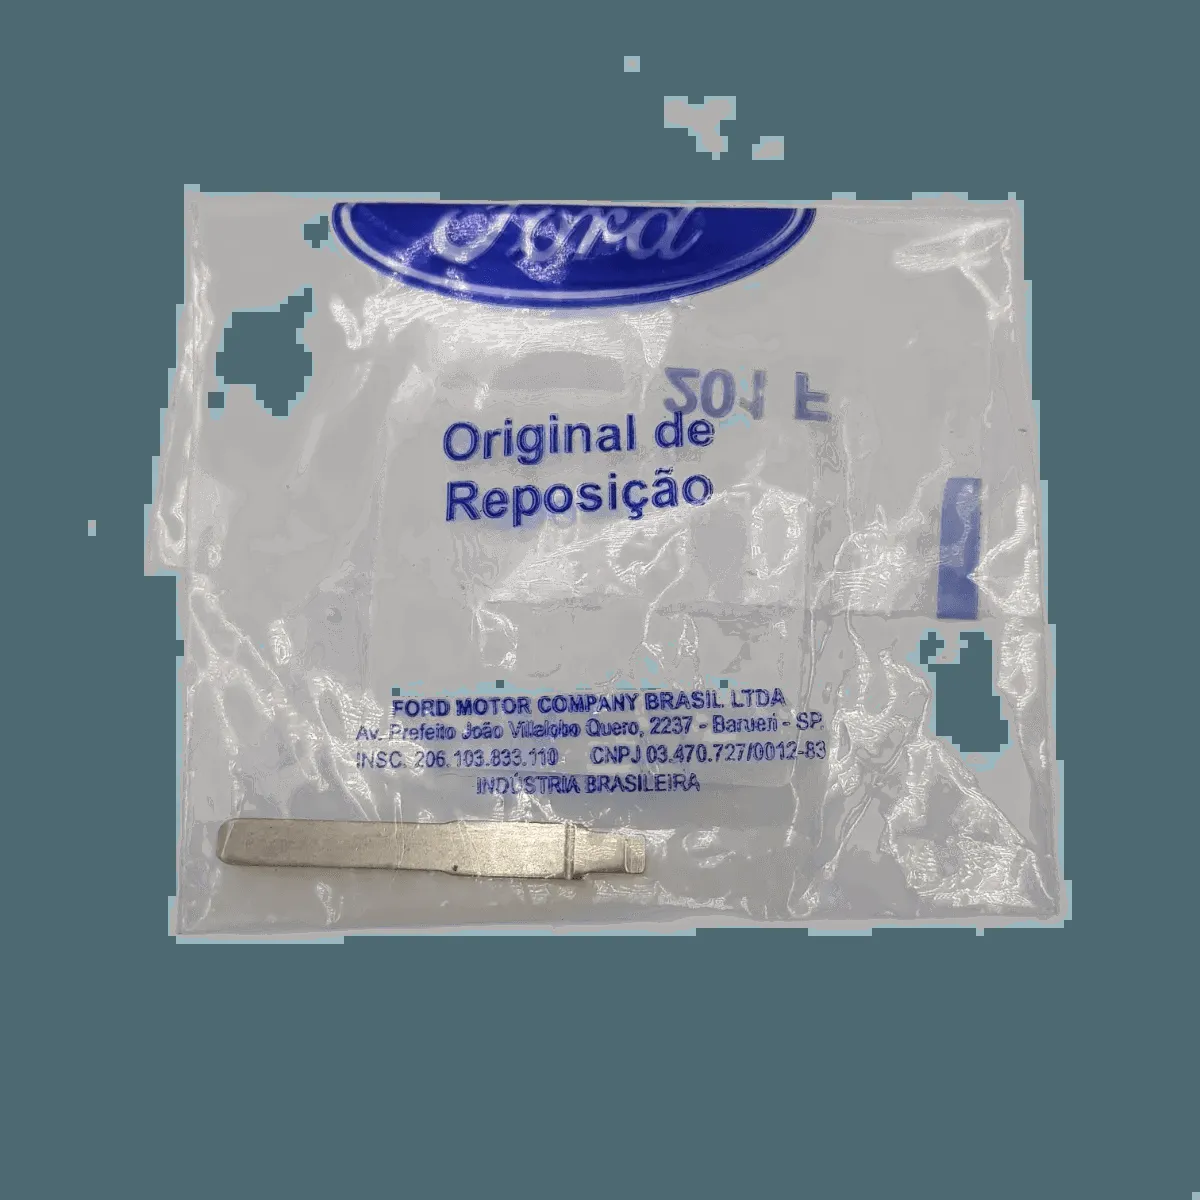 Ford
201 F
Original de
Reposição
FORD MOTOR COMPANY BRASIL LTDA
Av. Prefeito João Villalobo Quero, 2237 - Barueri - SP.
INSC. 206.103.833.110 CNPJ 03.470.727/0012-83
INDÚSTRIA BRASILEIRA